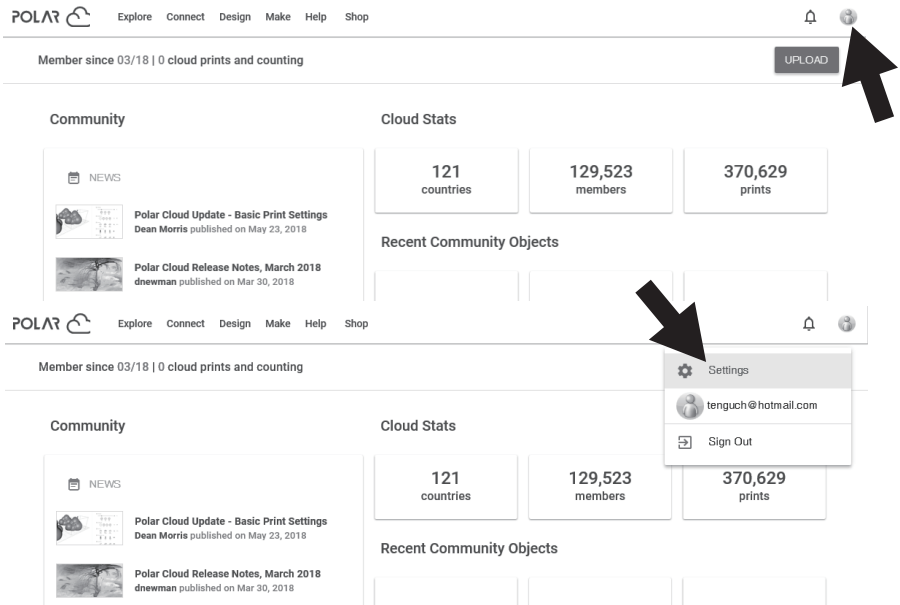 POLAR Explore Connect Design Make Help Shop
Member since 03/18 | 0 cloud prints and counting UPLOAD
Community Cloud Stats
NEWS
121 129,523 370,629
countries members prints
Polar Cloud Update - Basic Print Settings
Dean Morris published on May 23, 2018
Recent Community Objects
Polar Cloud Release Notes, March 2018
dnewman published on Mar 30, 2018
POLAR Explore Connect Design Make Help Shop
Member since 03/18 | 0 cloud prints and counting
Settings
tenguch@hotmail.com
Sign Out
Community Cloud Stats
NEWS
121 129,523 370,629
countries members prints
Polar Cloud Update - Basic Print Settings
Dean Morris published on May 23, 2018
Recent Community Objects
Polar Cloud Release Notes, March 2018
dnewman published on Mar 30, 2018